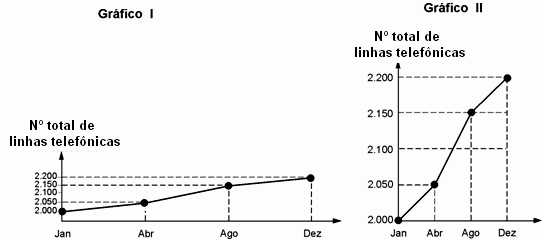 Gráfico I
Nº total de
linhas telefônicas
2.200
2.150
2.100
2.050
2.000
Jan Abr Ago Dez
Gráfico II
Nº total de
linhas telefônicas
2.200
2.150
2.100
2.050
2.000
Jan Abr Ago Dez